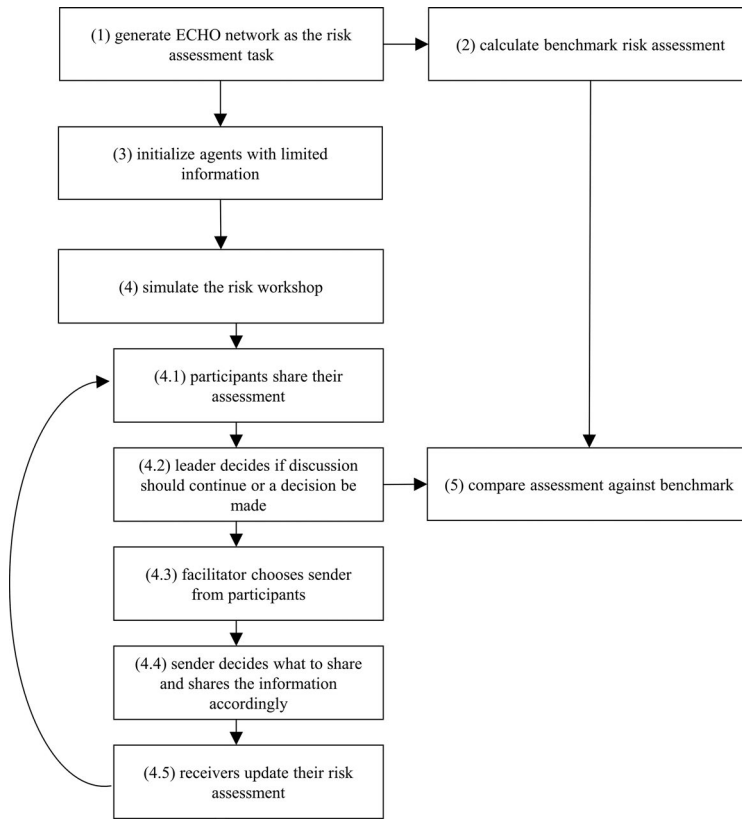 (1) generate ECHO network as the risk
assessment task
(2) calculate benchmark risk assessment
(3) initialize agents with limited
information
(4) simulate the risk workshop
(4.1) participants share their
assessment
(4.2) leader decides if discussion
should continue or a decision be
made
(5) compare assessment against benchmark
(4.3) facilitator chooses sender
from participants
(4.4) sender decides what to share
and shares the information
accordingly
(4.5) receivers update their risk
assessment